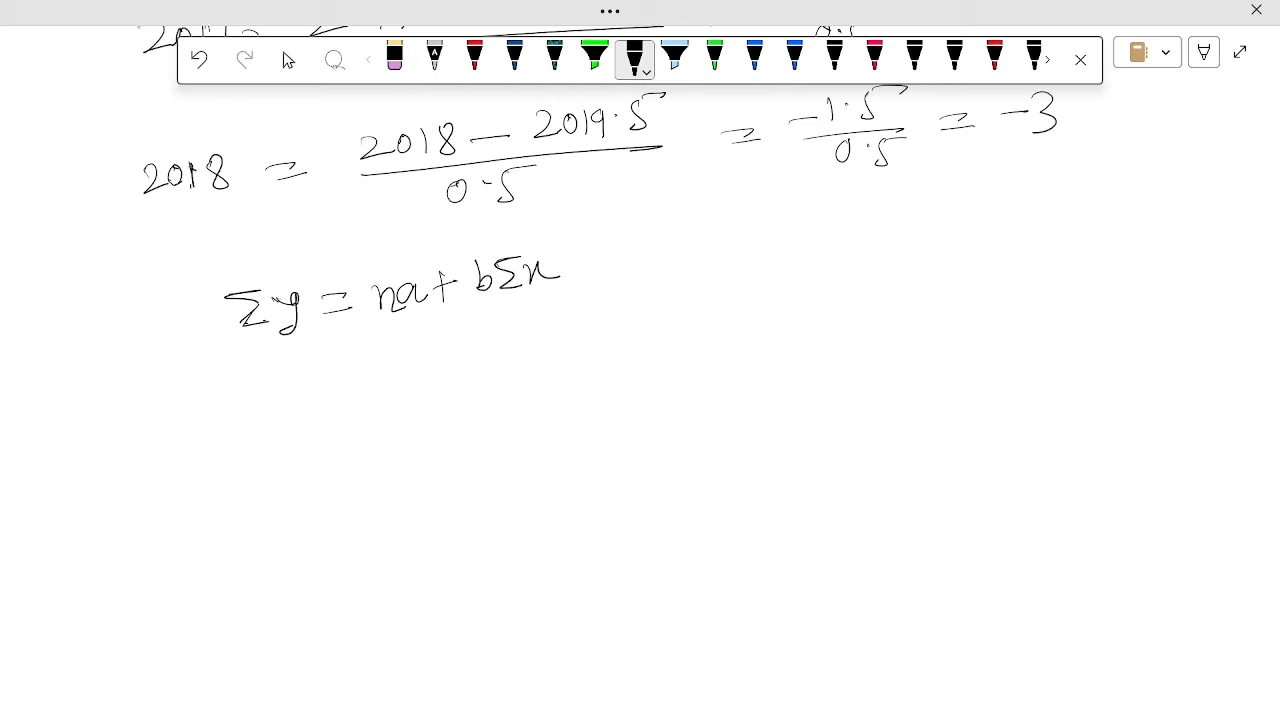 2018 = 2018 - 2019.5 / 0.5 = -1.5 / 0.5 = -3
Σy = na + bΣx